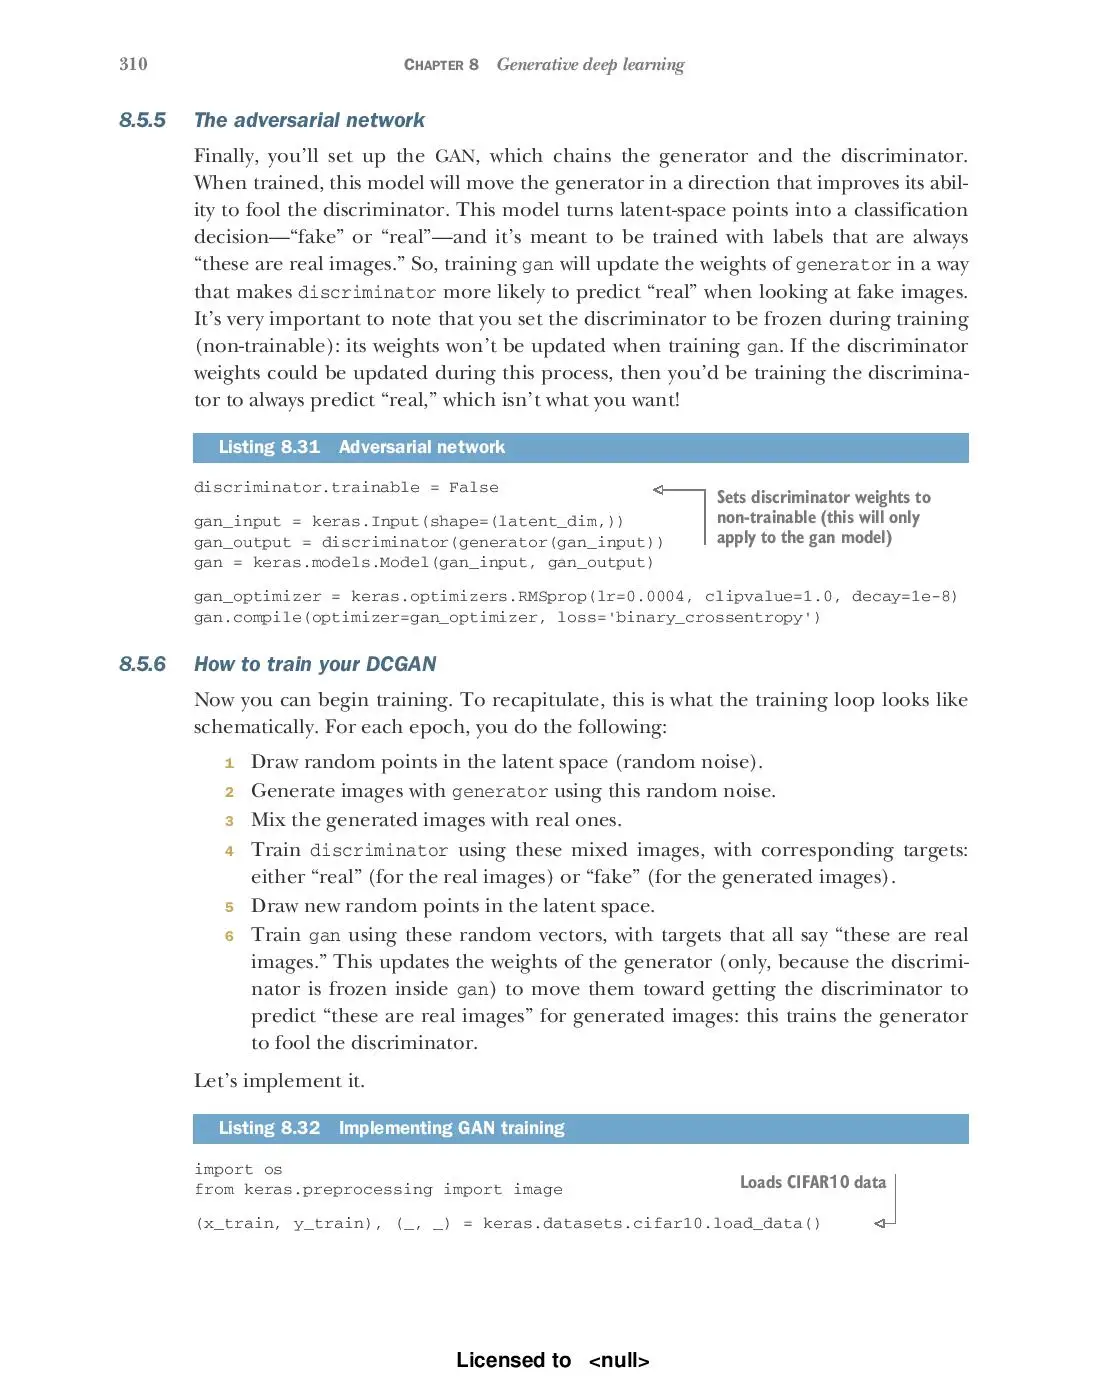 310
CHAPTER 8 Generative deep learning
8.5.5 The adversarial network
Finally, you’ll set up the GAN, which chains the generator and the discriminator.
When trained, this model will move the generator in a direction that improves its abil-
ity to fool the discriminator. This model turns latent-space points into a classification
decision—“fake” or “real”—and it’s meant to be trained with labels that are always
“these are real images.” So, training gan will update the weights of generator in a way
that makes discriminator more likely to predict “real” when looking at fake images.
It’s very important to note that you set the discriminator to be frozen during training
(non-trainable): its weights won’t be updated when training gan. If the discriminator
weights could be updated during this process, then you’d be training the discrimina-
tor to always predict “real,” which isn’t what you want!
Listing 8.31 Adversarial network
discriminator.trainable = False
Sets discriminator weights to
non-trainable (this will only
apply to the gan model)
gan_input = keras.Input(shape=(latent_dim,))
gan_output = discriminator(generator(gan_input))
gan = keras.models.Model(gan_input, gan_output)
gan_optimizer = keras.optimizers.RMSprop(lr=0.0004, clipvalue=1.0, decay=1e-8)
gan.compile(optimizer=gan_optimizer, loss='binary_crossentropy')
8.5.6 How to train your DCGAN
Now you can begin training. To recapitulate, this is what the training loop looks like
schematically. For each epoch, you do the following:
1 Draw random points in the latent space (random noise).
2 Generate images with generator using this random noise.
3 Mix the generated images with real ones.
4 Train discriminator using these mixed images, with corresponding targets:
either “real” (for the real images) or “fake” (for the generated images).
5 Draw new random points in the latent space.
6 Train gan using these random vectors, with targets that all say “these are real
images.” This updates the weights of the generator (only, because the discrimi-
nator is frozen inside gan) to move them toward getting the discriminator to
predict “these are real images” for generated images: this trains the generator
to fool the discriminator.
Let’s implement it.
Listing 8.32 Implementing GAN training
import os
from keras.preprocessing import image
Loads CIFAR10 data
(x_train, y_train), (_, _) = keras.datasets.cifar10.load_data()
Licensed to <null>